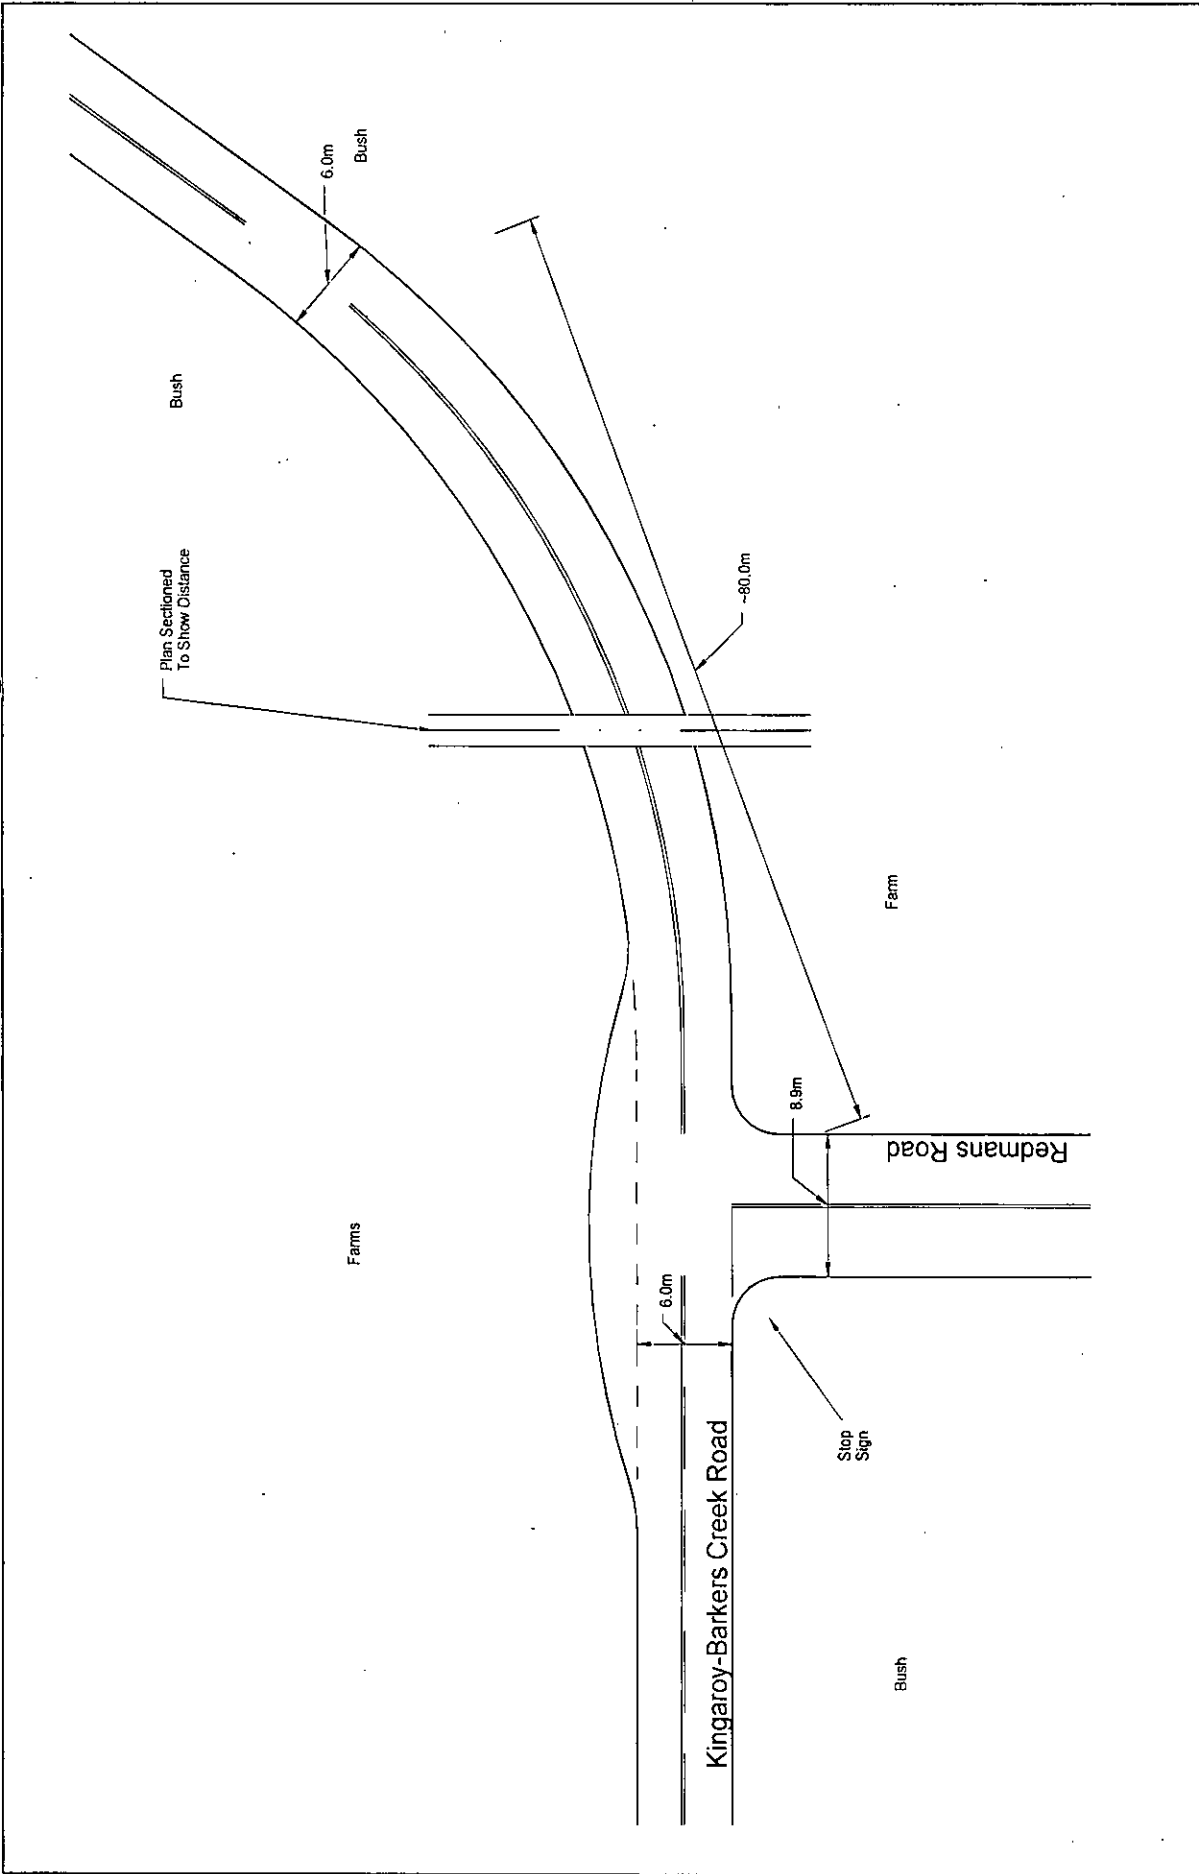 Bush
6.0m
Bush
Plan Sectioned
To Show Distance
~80.0m
Farm
Farms
8.9m
Redmans Road
6.0m
Stop
Sign
Kingaroy-Barkers Creek Road
Bush